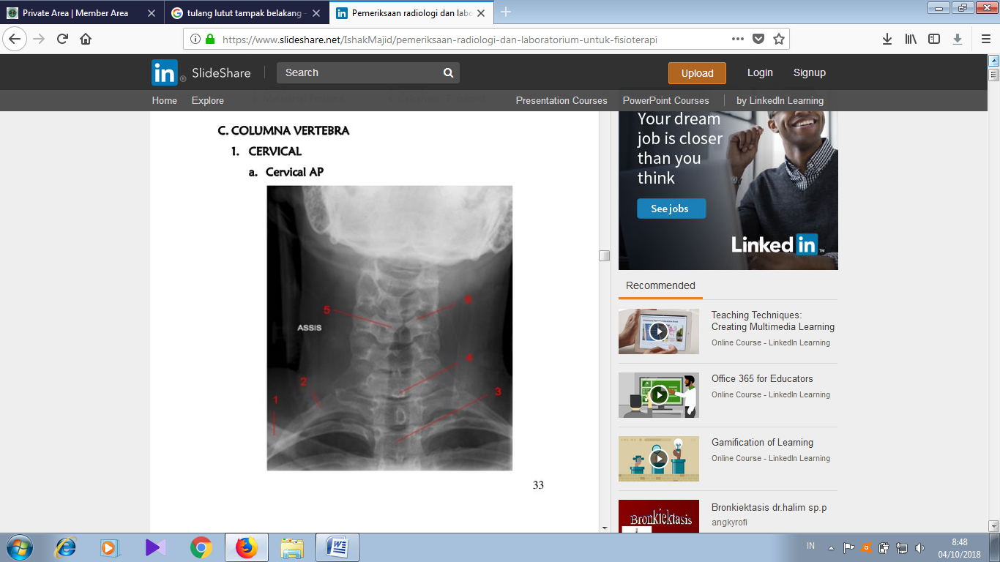 Private Area | Member Area
tulang lutut tampak belakang -
Pemeriksaan radiologi dan labo
https://www.slideshare.net/IshakMajid/pemeriksaan-radiologi-dan-laboratorium-untuk-fisioterapi
in SlideShare
Search
Upload
Login
Signup
Home
Explore
Presentation Courses
PowerPoint Courses
by LinkedIn Learning
C. COLUMNA VERTEBRA
1. CERVICAL
a. Cervical AP
5
6
ASSIS
4
2
3
1
33
Your dream
job is closer
than you
think
See jobs
Linked in
Recommended
Teaching Techniques:
Creating Multimedia Learning
Online Course - LinkedIn Learning
Office 365 for Educators
Online Course - LinkedIn Learning
Gamification of Learning
Online Course - LinkedIn Learning
Bronkiektasis
Bronkiektasis dr.halim sp.p
angkyrofi
IN
8:48
04/10/2018